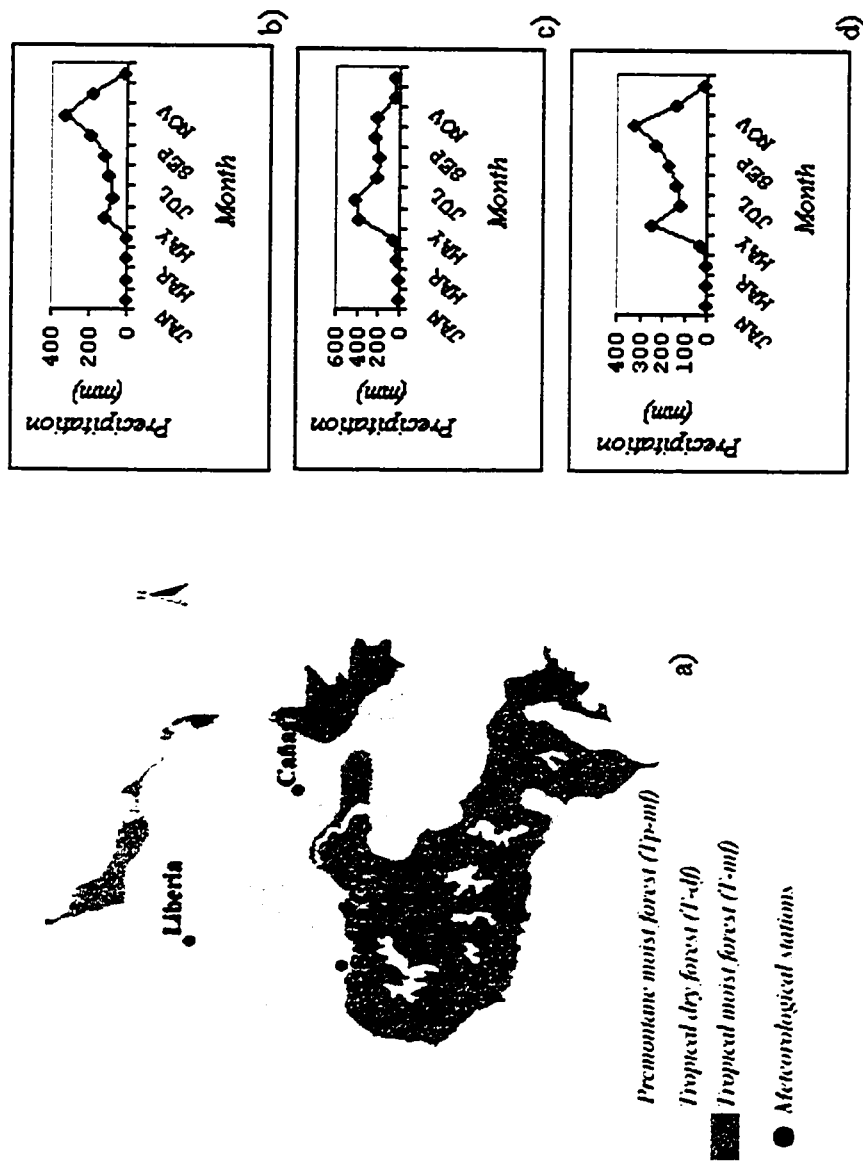 Liberia
a)
Premontane moist forest (Tp-mf)
Tropical dry forest (T-df)
Tropical moist forest (T-mf)
Meteorological stations
Precipitation
(mm)
400
200
0
JAN
MAR
MAY
JUL
SEP
NOV
Month
b)
Precipitation
(mm)
600
400
200
0
JAN
MAR
MAY
JUL
SEP
NOV
Month
c)
Precipitation
(mm)
400
300
200
100
0
JAN
MAR
MAY
JUL
SEP
NOV
Month
d)